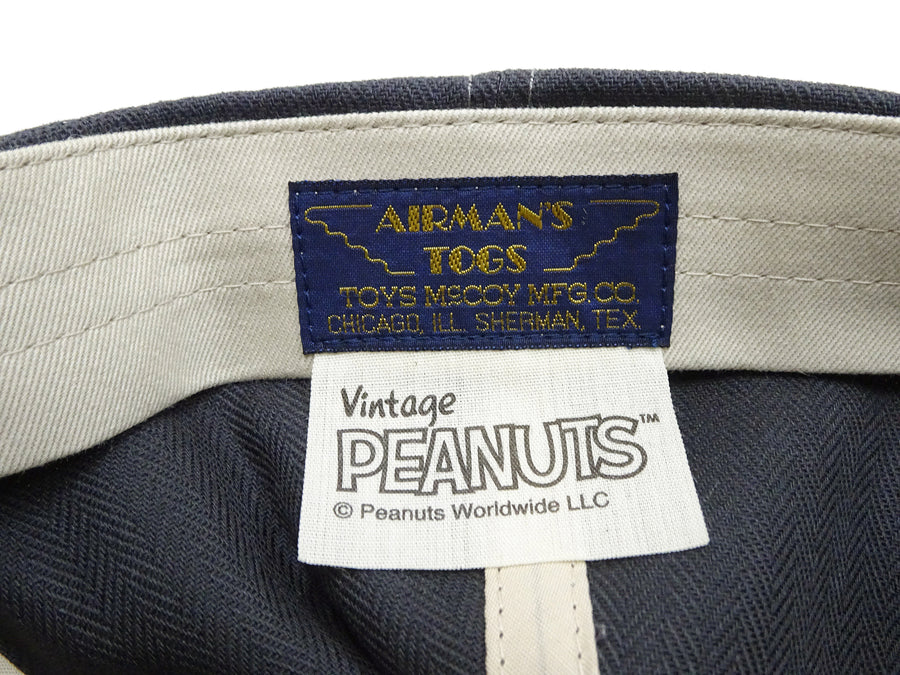 AIRMAN'S
TOGS
TOYS McCOY MFG. CO.
CHICAGO, ILL. SHERMAN, TEX.
Vintage
PEANUTS™
© Peanuts Worldwide LLC